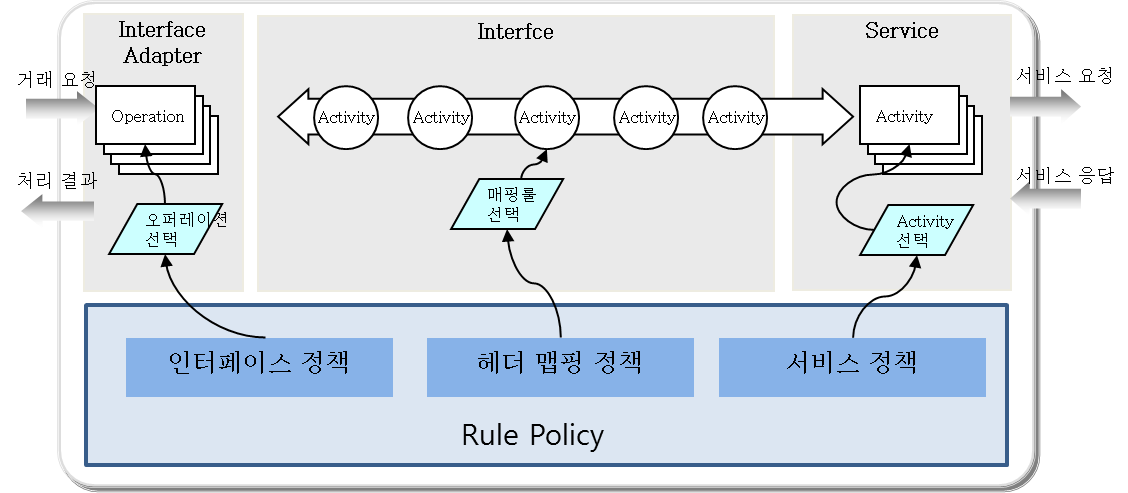 Interface
Adapter
Interfce
Service
거래 요청
서비스 요청
Operation
Activity
Activity
Activity
Activity
Activity
Activity
처리 결과
서비스 응답
매핑룰
선택
오퍼레이션
선택
Activity
선택
인터페이스 정책
헤더 맵핑 정책
서비스 정책
Rule Policy